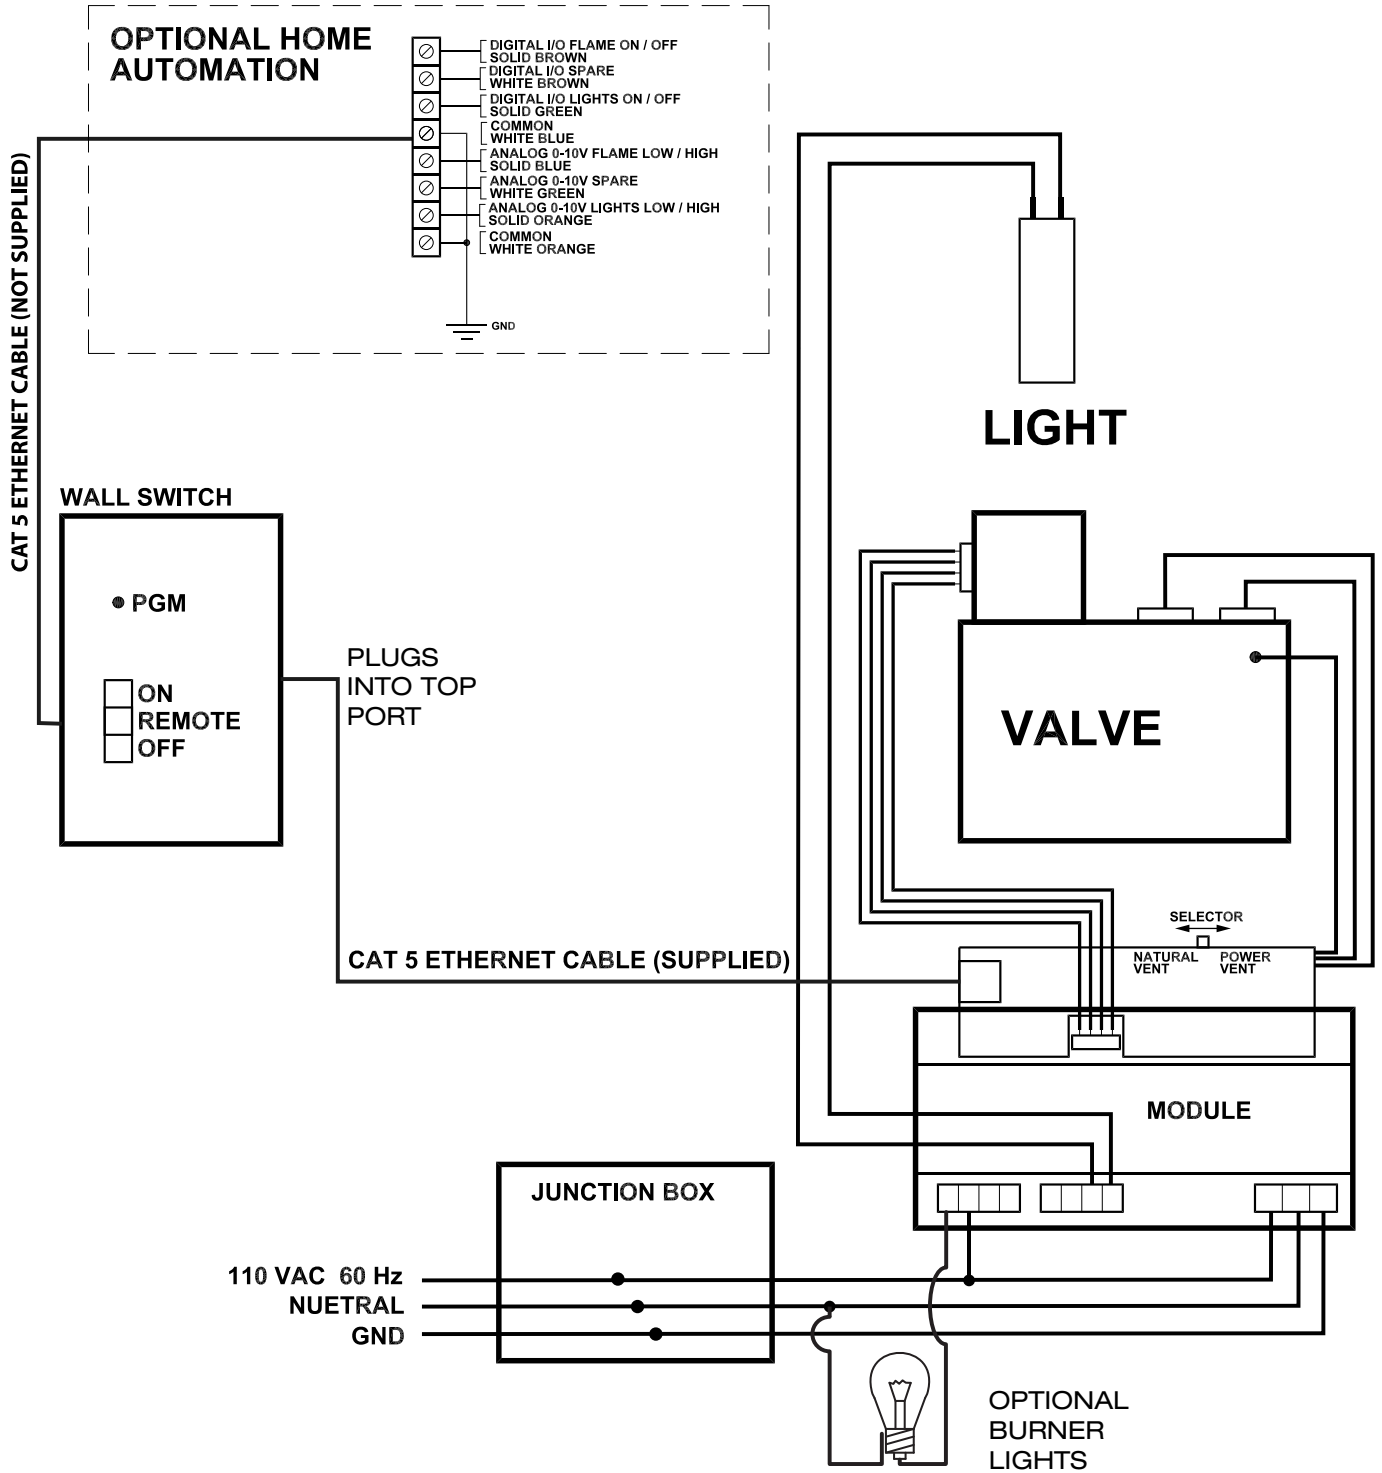 OPTIONAL HOME
AUTOMATION
DIGITAL I/O FLAME ON / OFF
SOLID BROWN
DIGITAL I/O SPARE
WHITE BROWN
DIGITAL I/O LIGHTS ON / OFF
SOLID GREEN
COMMON
WHITE BLUE
ANALOG 0-10V FLAME LOW / HIGH
SOLID BLUE
ANALOG 0-10V SPARE
WHITE GREEN
ANALOG 0-10V LIGHTS LOW / HIGH
SOLID ORANGE
COMMON
WHITE ORANGE
GND
CAT 5 ETHERNET CABLE (NOT SUPPLIED)
LIGHT
WALL SWITCH
PGM
ON
REMOTE
OFF
PLUGS
INTO TOP
PORT
VALVE
SELECTOR
NATURAL
VENT
POWER
VENT
CAT 5 ETHERNET CABLE (SUPPLIED)
MODULE
JUNCTION BOX
110 VAC 60 Hz
NUETRAL
GND
OPTIONAL
BURNER
LIGHTS